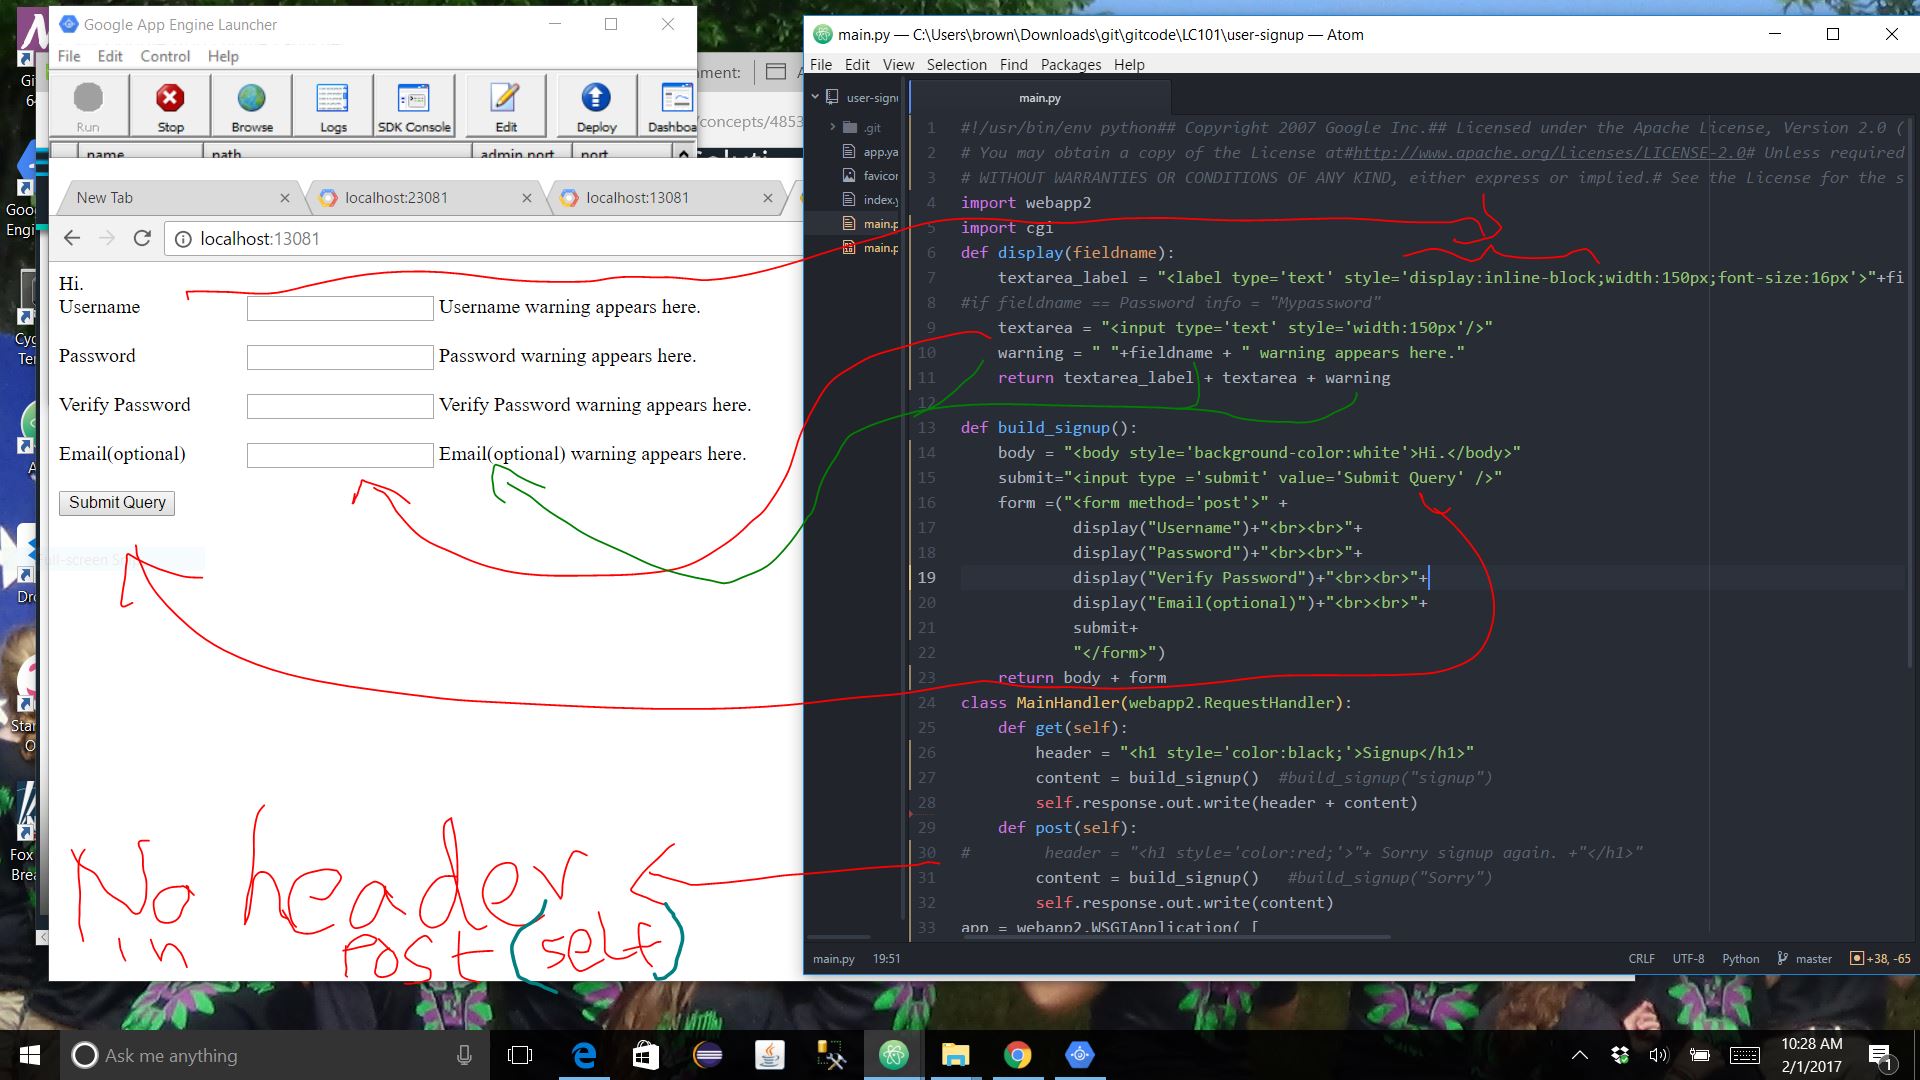 Google App Engine Launcher
File Edit Control Help
Run Stop Browse Logs SDK Console Edit Deploy Dashboa
name path admin port port
ment:
/concepts/4853
New Tab localhost:23081 localhost:13081
localhost:13081
Hi.
Username Username warning appears here.
Password Password warning appears here.
Verify Password Verify Password warning appears here.
Email(optional) Email(optional) warning appears here.
Submit Query
No header
in post (self)
main.py — C:\Users\brown\Downloads\git\gitcode\LC101\user-signup — Atom
File Edit View Selection Find Packages Help
user-signu
.git
app.ya
favicon
index.y
main.p
main.p
main.py
1 #!/usr/bin/env python## Copyright 2007 Google Inc.## Licensed under the Apache License, Version 2.0 (
2 # You may obtain a copy of the License at#http://www.apache.org/licenses/LICENSE-2.0# Unless required
3 # WITHOUT WARRANTIES OR CONDITIONS OF ANY KIND, either express or implied.# See the License for the s
4 import webapp2
5 import cgi
6 def display(fieldname):
7 textarea_label = "<label type='text' style='display:inline-block;width:150px;font-size:16px'>"+fi
8 #if fieldname == Password info = "Mypassword"
9 textarea = "<input type='text' style='width:150px'/>"
10 warning = " "+fieldname + " warning appears here."
11 return textarea_label + textarea + warning
12
13 def build_signup():
14 body = "<body style='background-color:white'>Hi.</body>"
15 submit="<input type ='submit' value='Submit Query' />"
16 form =("<form method='post'>" +
17 display("Username")+"<br><br>"+
18 display("Password")+"<br><br>"+
19 display("Verify Password")+"<br><br>"+
20 display("Email(optional)")+"<br><br>"+
21 submit+
22 "</form>")
23 return body + form
24 class MainHandler(webapp2.RequestHandler):
25 def get(self):
26 header = "<h1 style='color:black;'>Signup</h1>"
27 content = build_signup() #build_signup("signup")
28 self.response.out.write(header + content)
29 def post(self):
30 # header = "<h1 style='color:red;'>"+ Sorry signup again. +"</h1>"
31 content = build_signup() #build_signup("Sorry")
32 self.response.out.write(content)
33 app = webapp2.WSGIApplication( [
main.py 19:51 CRLF UTF-8 Python master +38, -65
Ask me anything
10:28 AM
2/1/2017
1